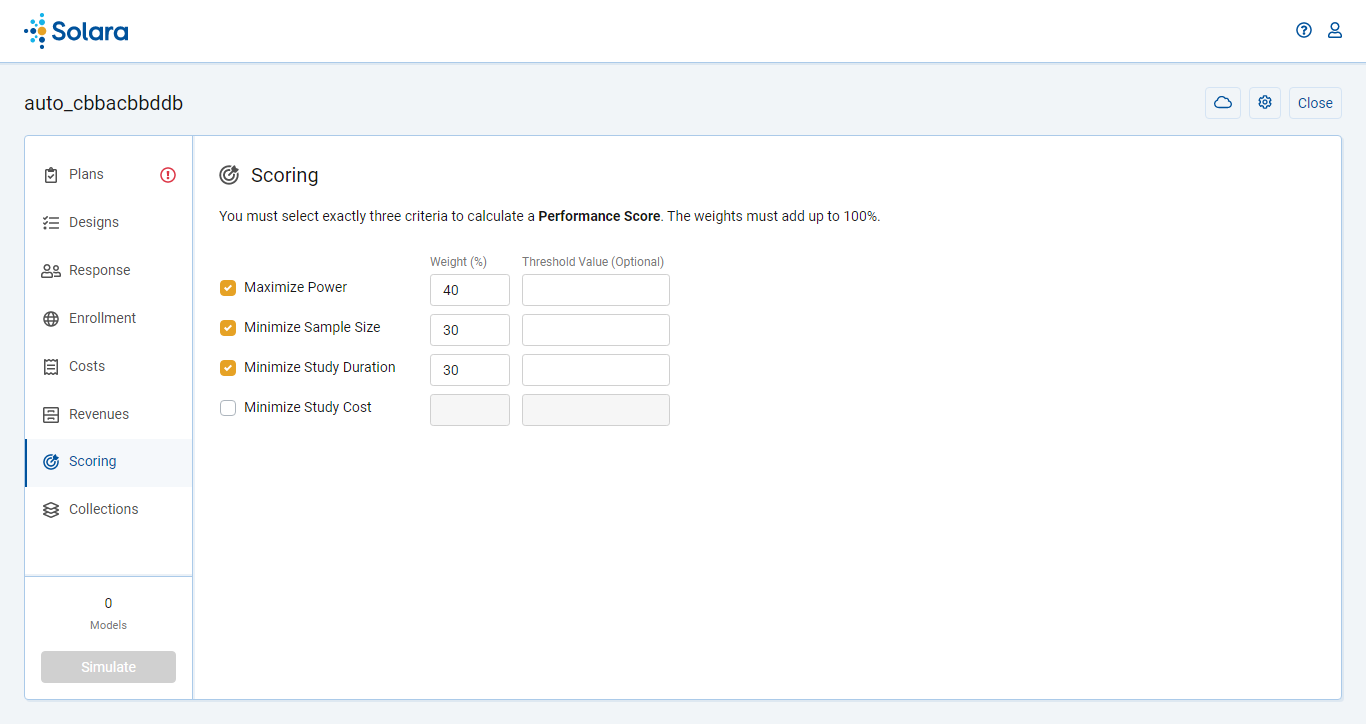 Solara
auto_cbbacbbddb
Close
Plans
Designs
Response
Enrollment
Costs
Revenues
Scoring
Collections
0
Models
Simulate
Scoring
You must select exactly three criteria to calculate a Performance Score. The weights must add up to 100%.
Weight (%) Threshold Value (Optional)
Maximize Power 40
Minimize Sample Size 30
Minimize Study Duration 30
Minimize Study Cost